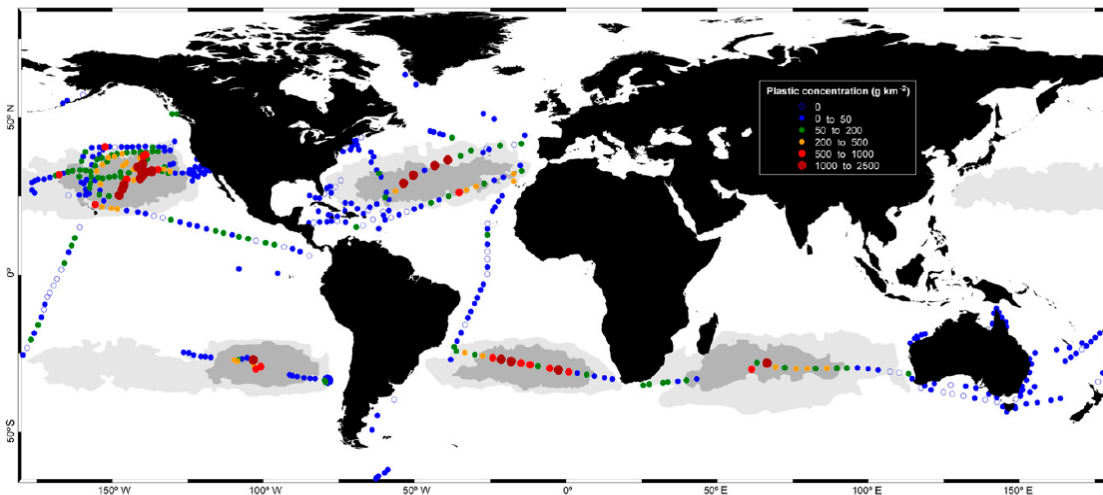 Plastic concentration (g km-2)
0
0 to 50
50 to 200
200 to 500
500 to 1000
1000 to 2500
50° N
0°
50°S
150° W
100° W
50° W
0°
50° E
100° E
150° E